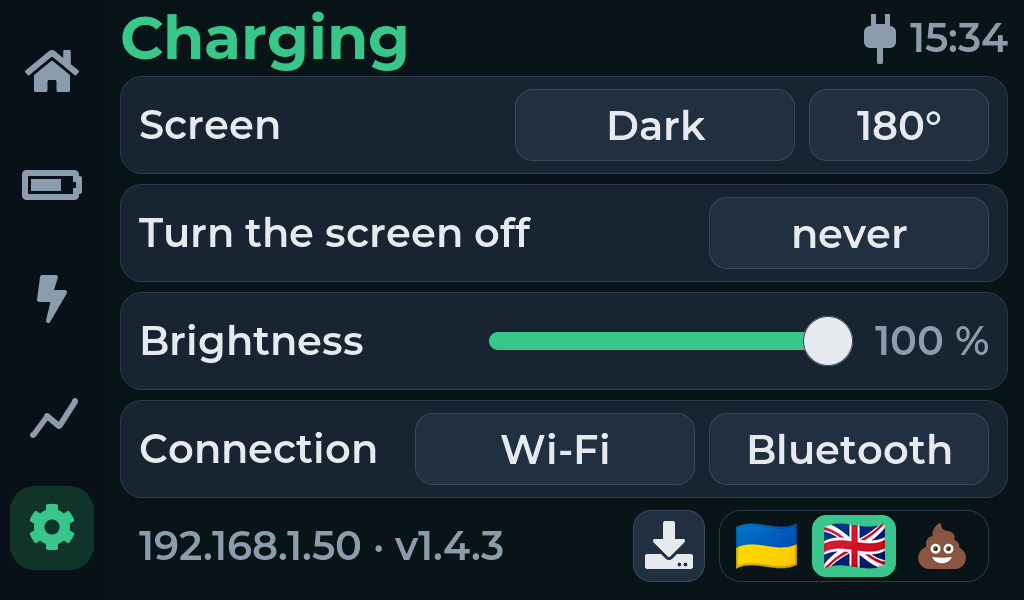 Charging
15:34
Screen
Dark
180°
Turn the screen off
never
Brightness
100 %
Connection
Wi-Fi
Bluetooth
192.168.1.50 · v1.4.3